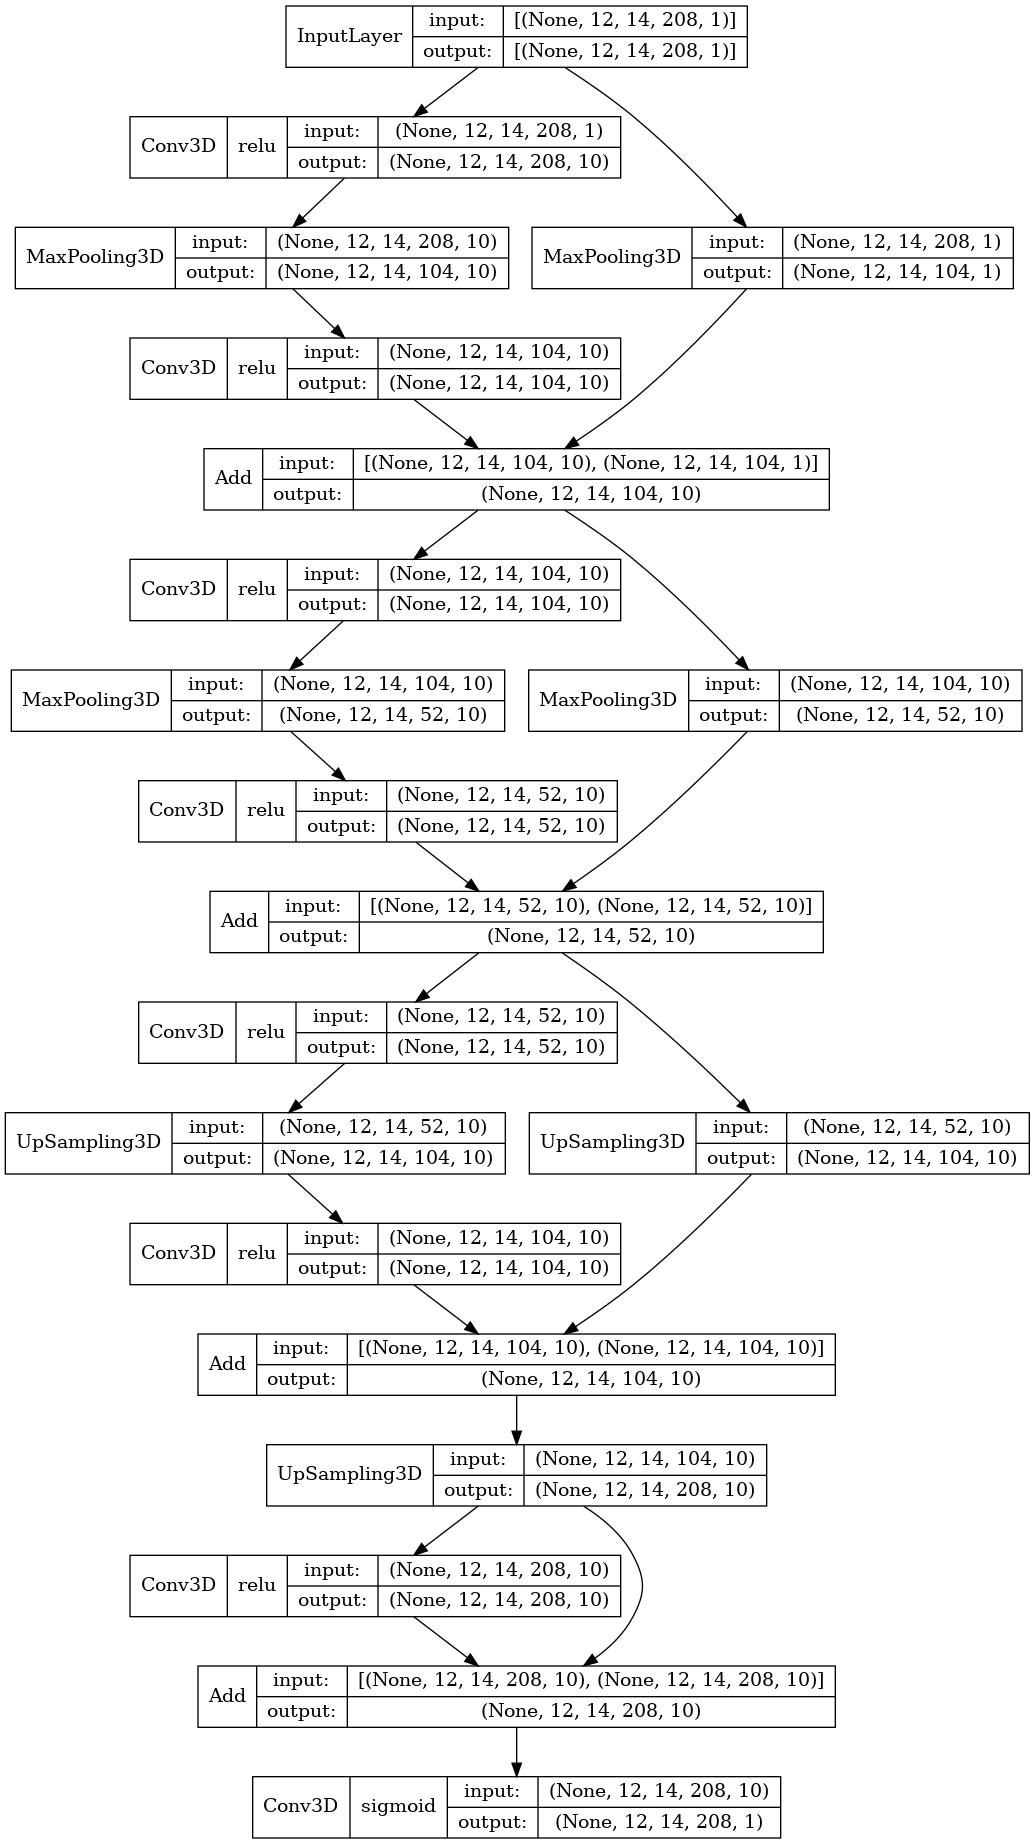 InputLayer input: [(None, 12, 14, 208, 1)]
output: [(None, 12, 14, 208, 1)]
Conv3D relu input: (None, 12, 14, 208, 1)
output: (None, 12, 14, 208, 10)
MaxPooling3D input: (None, 12, 14, 208, 10)
output: (None, 12, 14, 104, 10)
MaxPooling3D input: (None, 12, 14, 208, 1)
output: (None, 12, 14, 104, 1)
Conv3D relu input: (None, 12, 14, 104, 10)
output: (None, 12, 14, 104, 10)
Add input: [(None, 12, 14, 104, 10), (None, 12, 14, 104, 1)]
output: (None, 12, 14, 104, 10)
Conv3D relu input: (None, 12, 14, 104, 10)
output: (None, 12, 14, 104, 10)
MaxPooling3D input: (None, 12, 14, 104, 10)
output: (None, 12, 14, 52, 10)
MaxPooling3D input: (None, 12, 14, 104, 10)
output: (None, 12, 14, 52, 10)
Conv3D relu input: (None, 12, 14, 52, 10)
output: (None, 12, 14, 52, 10)
Add input: [(None, 12, 14, 52, 10), (None, 12, 14, 52, 10)]
output: (None, 12, 14, 52, 10)
Conv3D relu input: (None, 12, 14, 52, 10)
output: (None, 12, 14, 52, 10)
UpSampling3D input: (None, 12, 14, 52, 10)
output: (None, 12, 14, 104, 10)
UpSampling3D input: (None, 12, 14, 52, 10)
output: (None, 12, 14, 104, 10)
Conv3D relu input: (None, 12, 14, 104, 10)
output: (None, 12, 14, 104, 10)
Add input: [(None, 12, 14, 104, 10), (None, 12, 14, 104, 10)]
output: (None, 12, 14, 104, 10)
UpSampling3D input: (None, 12, 14, 104, 10)
output: (None, 12, 14, 208, 10)
Conv3D relu input: (None, 12, 14, 208, 10)
output: (None, 12, 14, 208, 10)
Add input: [(None, 12, 14, 208, 10), (None, 12, 14, 208, 10)]
output: (None, 12, 14, 208, 10)
Conv3D sigmoid input: (None, 12, 14, 208, 10)
output: (None, 12, 14, 208, 1)